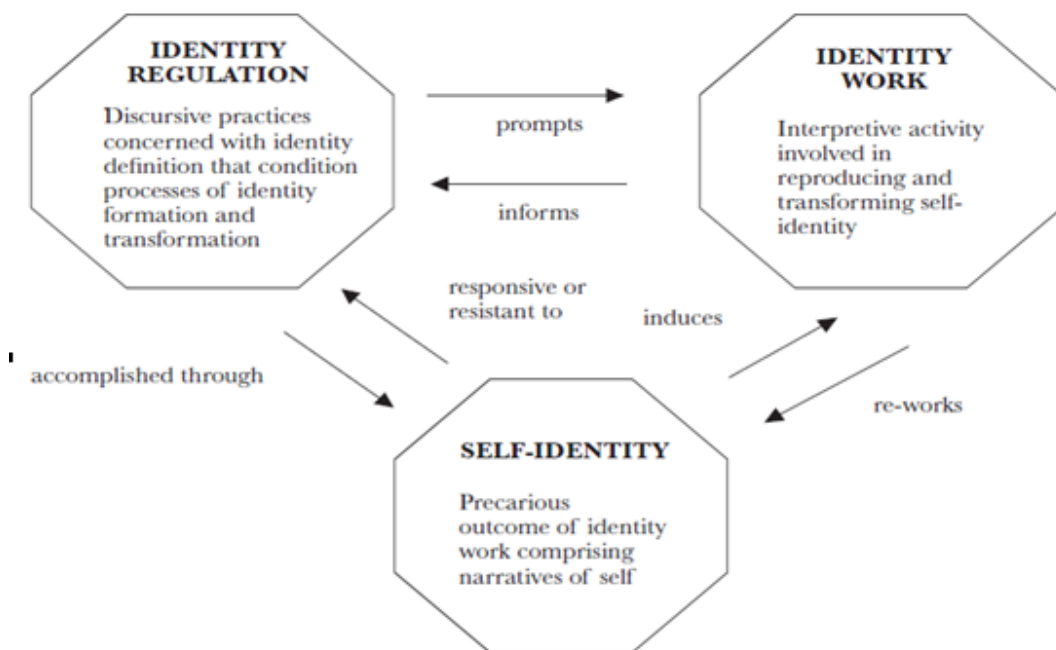 IDENTITY
REGULATION
Discursive practices
concerned with identity
definition that condition
processes of identity
formation and
transformation
prompts
informs
IDENTITY
WORK
Interpretive activity
involved in
reproducing and
transforming self-
identity
responsive or
resistant to
induces
accomplished through
re-works
SELF-IDENTITY
Precarious
outcome of identity
work comprising
narratives of self